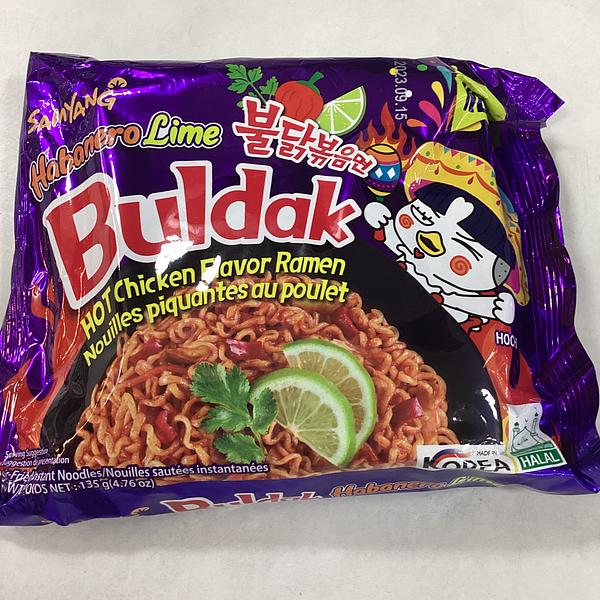 2023.09.15
SAMYANG
Habanero Lime
불닭볶음면
Buldak
HOT Chicken Flavor Ramen
Nouilles piquantes au poulet
Serving Suggestion
Suggestion de présentation
Instant Noodles/Nouilles sautées instantanées
135 g (4.76 oz)
MADE IN
KOREA
HALAL
Buldak Habanero Lime